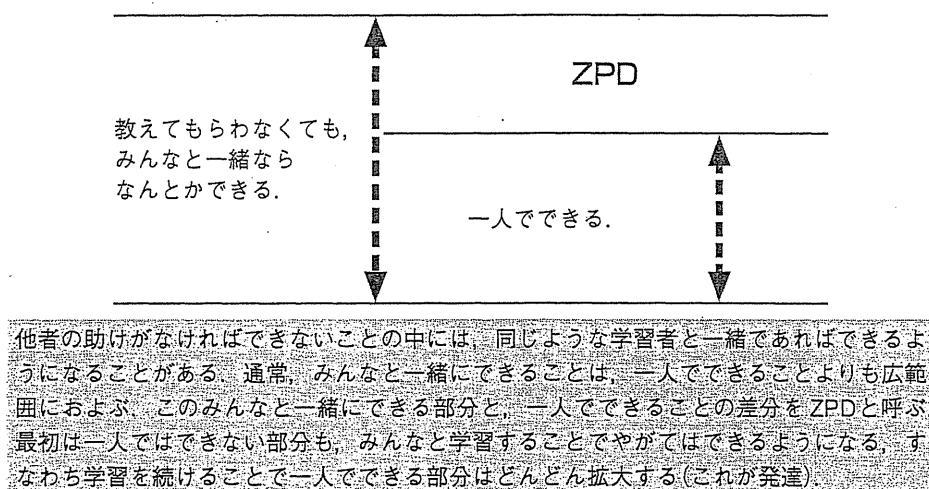 ZPD
教えてもらわなくても，
みんなと一緒なら
なんとかできる．
一人でできる．
他者の助けがなければできないことの中には，同じような学習者と一緒であればできるよ
うになることがある．通常，みんなと一緒にできることは，一人でできることよりも広範
囲におよぶ．このみんなと一緒にできる部分と，一人でできることの差分をZPDと呼ぶ
最初は一人ではできない部分も，みんなと学習することでやがてはできるようになる，す
なわち学習を続けることで一人でできる部分はどんどん拡大する(これが発達)．